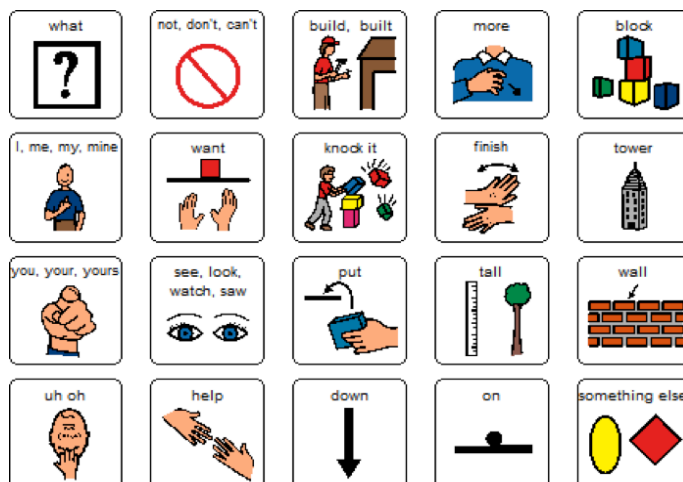 what
not, don't, can't
build, built
more
block
I, me, my, mine
want
knock it
finish
tower
you, your, yours
see, look,
watch, saw
put
tall
wall
uh oh
help
down
on
something else